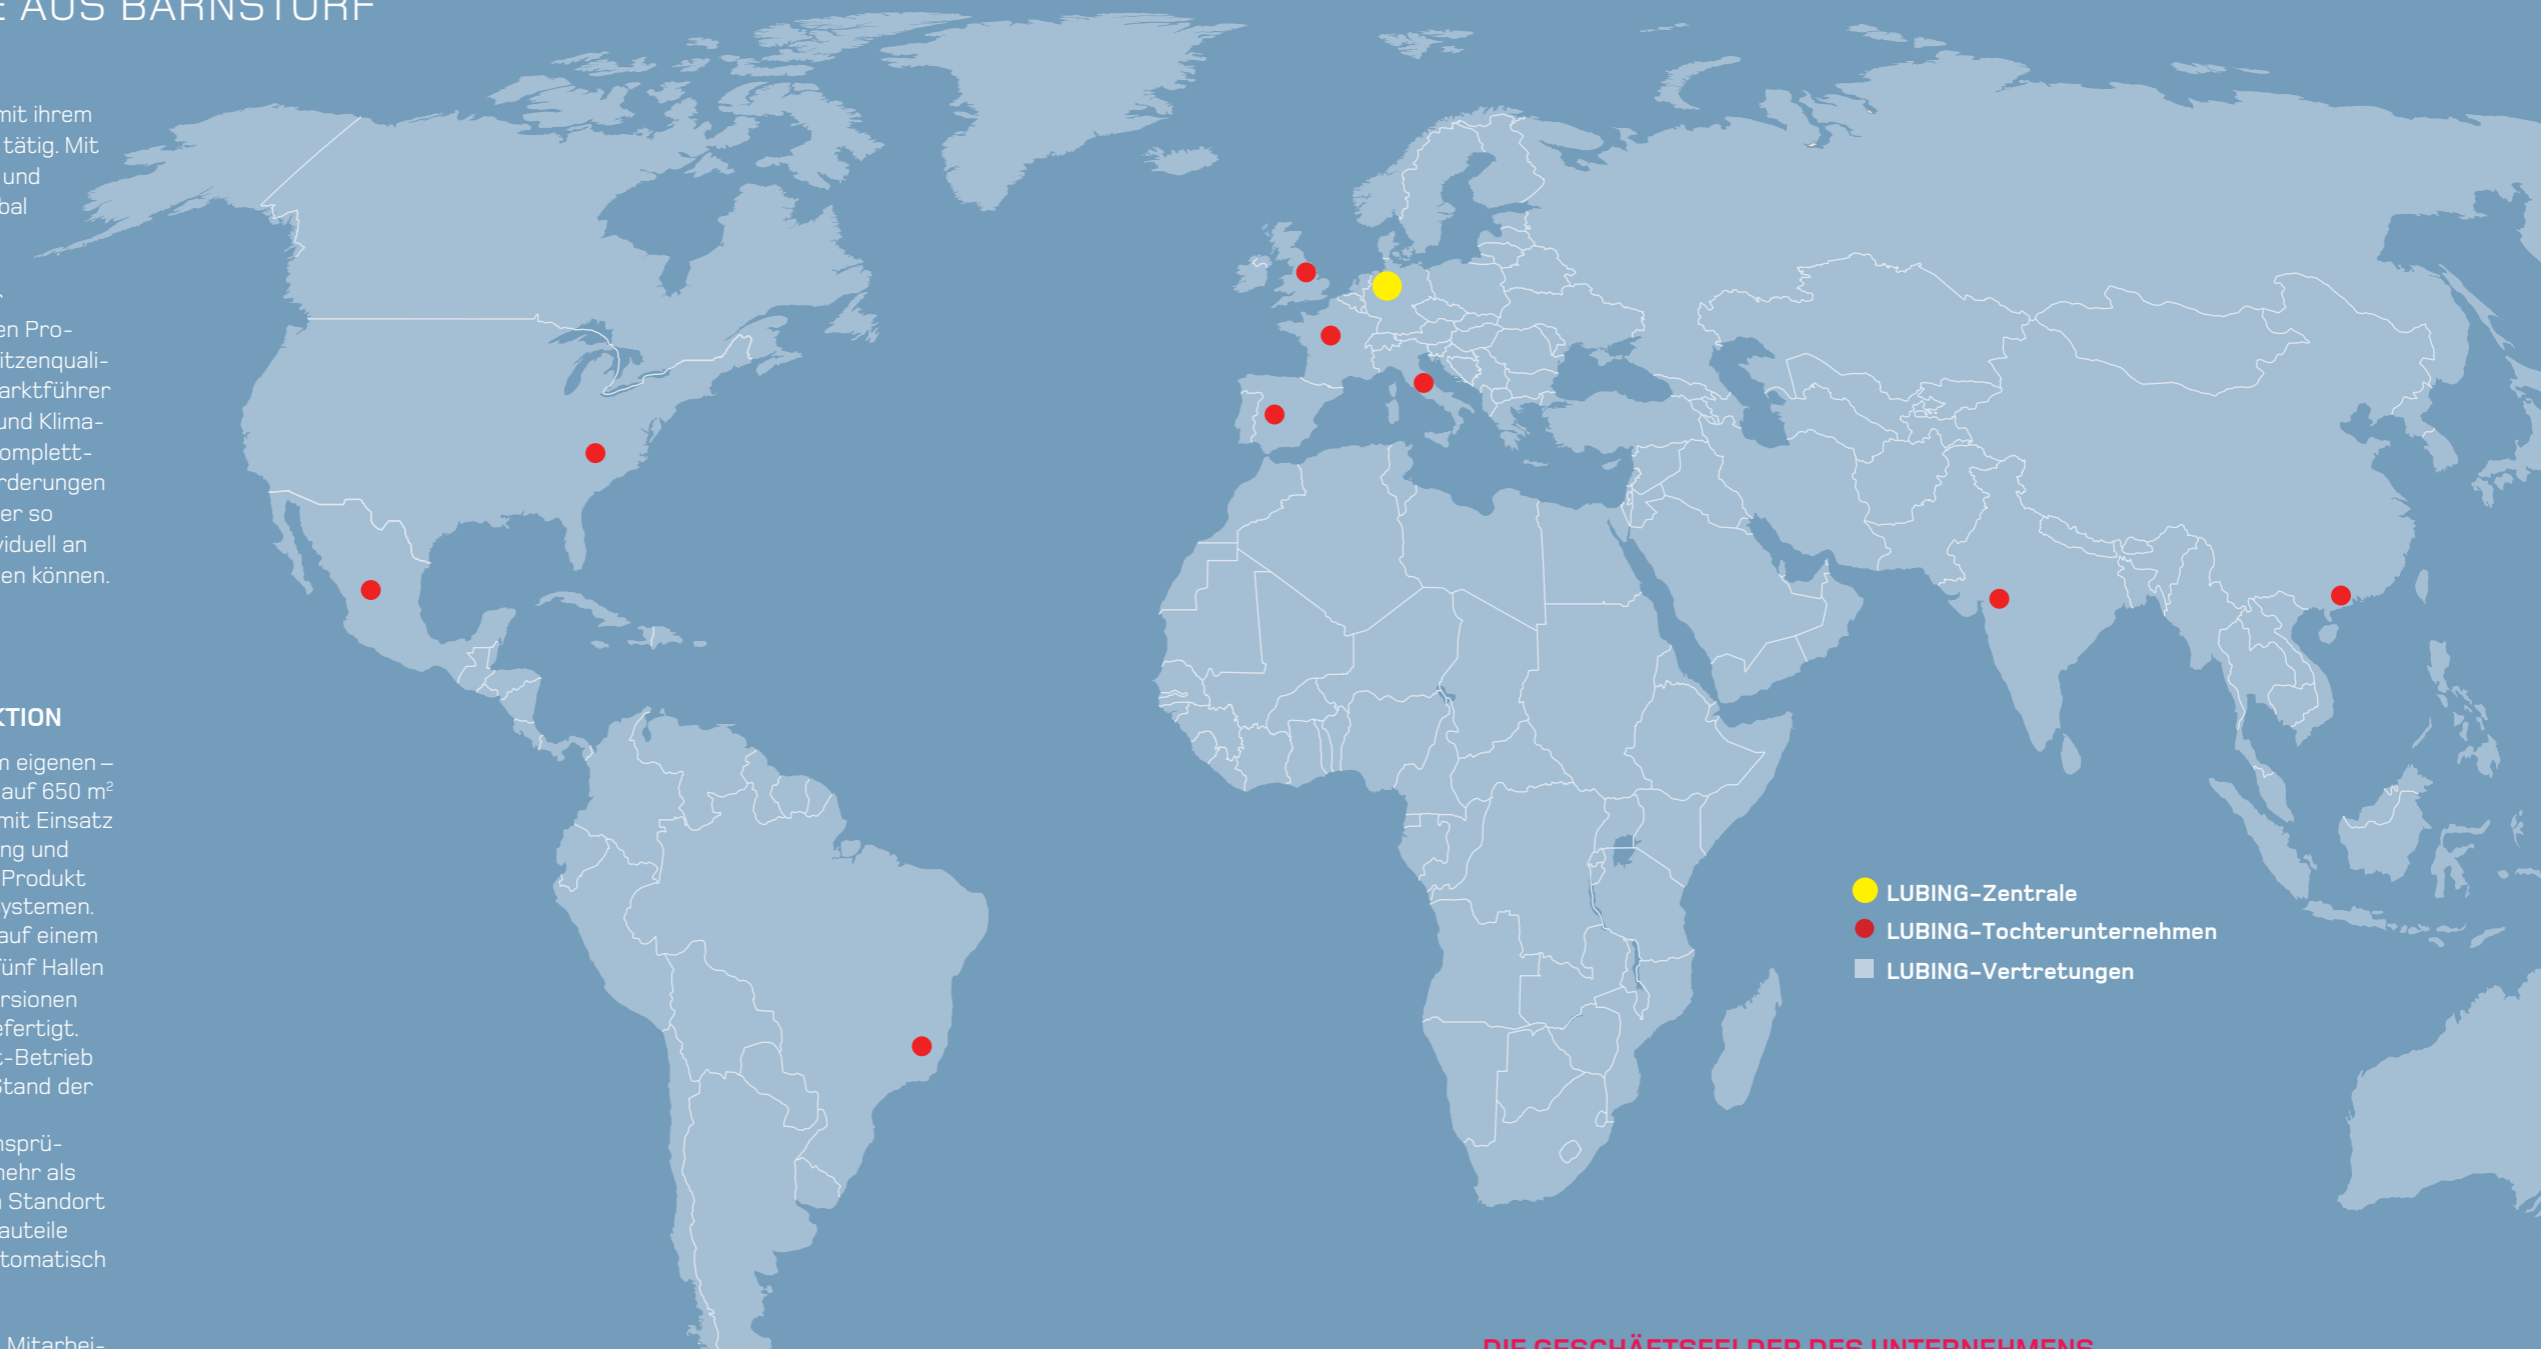 E AUS BARNSTORF
mit ihrem
tätig. Mit
und
bal
en Pro-
itzenquali-
arktführer
und Klima-
omplett-
rderungen
er so
viduell an
en können.
KTION
m eigenen –
auf 650 m²
mit Einsatz
ng und
Produkt
ystemen.
auf einem
fünf Hallen
ersionen
efertigt.
t-Betrieb
Stand der
nsprü-
mehr als
n Standort
auteile
tomatisch
Mitarbei-
LUBING-Zentrale
LUBING-Tochterunternehmen
LUBING-Vertretungen
DIE GESCHÄFTSFELDER DES UNTERNEHMENS